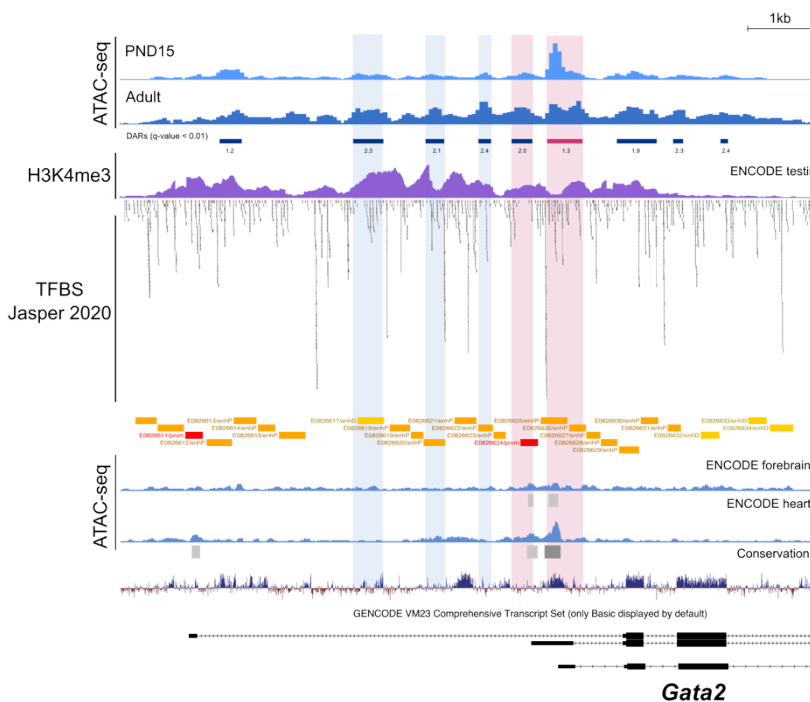 1kb
PND15
ATAC-seq
Adult
DARs (q-value < 0.01)
1.2
2.3
2.1
2.4
2.0
1.3
1.9
2.3
2.4
H3K4me3
ENCODE testis
TFBS
Jasper 2020
E0826613/enhP
E0826617/enhD
E0826621/enhP
E0826625/enhP
E0826630/enhP
E0826633/enhD
E0826611/prom
E0826614/enhP
E0826618/enhP
E0826622/enhP
E0826626/enhP
E0826631/enhP
E0826634/enhD
E0826615/enhP
E0826619/enhP
E0826623/enhP
E0826627/enhP
E0826632/enhD
E0826612/enhP
E0826620/enhP
E0826624/prom
E0826628/enhP
E0826629/enhP
ENCODE forebrain
ATAC-seq
ENCODE heart
Conservation
GENCODE VM23 Comprehensive Transcript Set (only Basic displayed by default)
Gata2